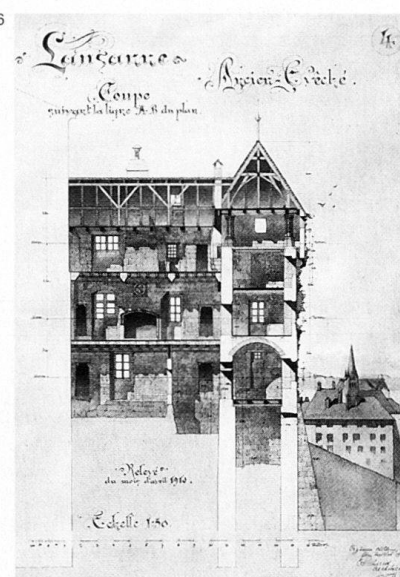 6
4.
Lausanne
Ancien-Evêché.
Coupe
suivant la ligne A-B du plan.
"Relevé"
du mois d'avril 1910.
Echelle 1:50